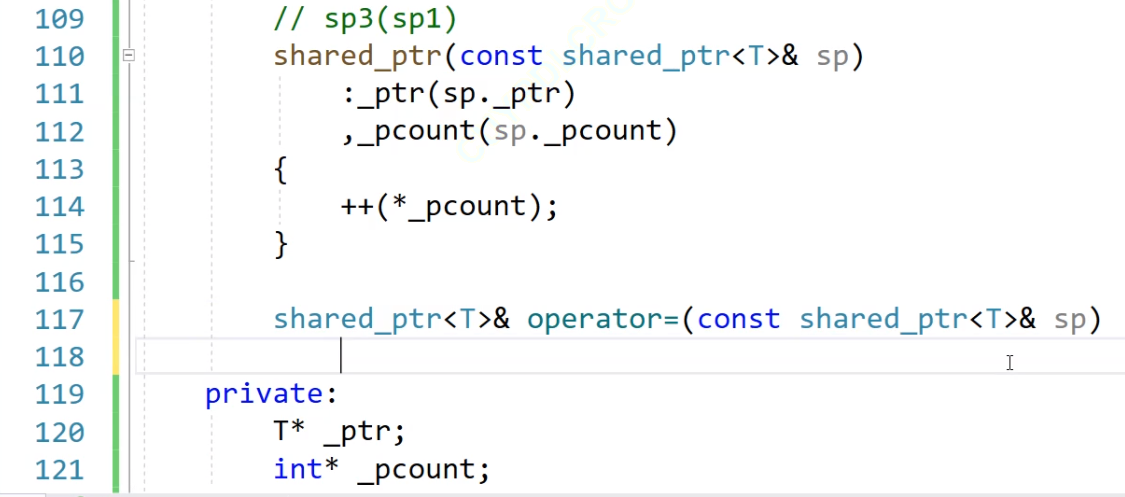 109 // sp3(sp1)
110 shared_ptr(const shared_ptr<T>& sp)
111 :_ptr(sp._ptr)
112 ,_pcount(sp._pcount)
113 {
114 ++(*_pcount);
115 }
116
117 shared_ptr<T>& operator=(const shared_ptr<T>& sp)
118
119 private:
120 T* _ptr;
121 int* _pcount;